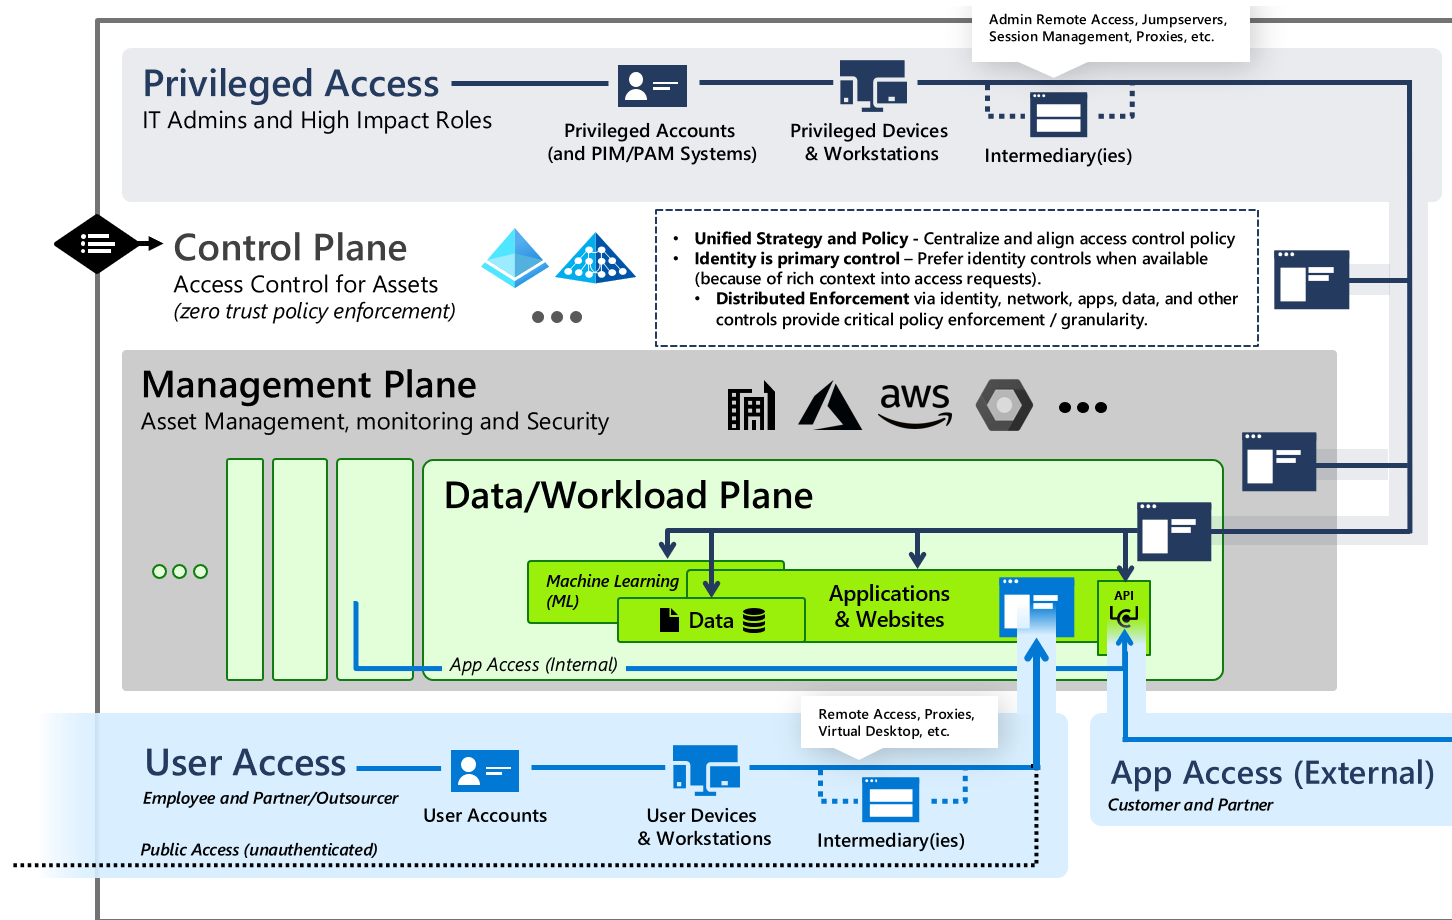 Admin Remote Access, Jumpservers,
Session Management, Proxies, etc.
Privileged Access
IT Admins and High Impact Roles
Privileged Accounts
(and PIM/PAM Systems)
Privileged Devices
& Workstations
Intermediary(ies)
Control Plane
Access Control for Assets
(zero trust policy enforcement)
• Unified Strategy and Policy - Centralize and align access control policy
• Identity is primary control – Prefer identity controls when available
(because of rich context into access requests).
• Distributed Enforcement via identity, network, apps, data, and other
controls provide critical policy enforcement / granularity.
Management Plane
Asset Management, monitoring and Security
aws
Data/Workload Plane
Machine Learning
(ML)
Data
Applications
& Websites
API
App Access (Internal)
Remote Access, Proxies,
Virtual Desktop, etc.
User Access
Employee and Partner/Outsourcer
User Accounts
User Devices
& Workstations
Intermediary(ies)
Public Access (unauthenticated)
App Access (External)
Customer and Partner